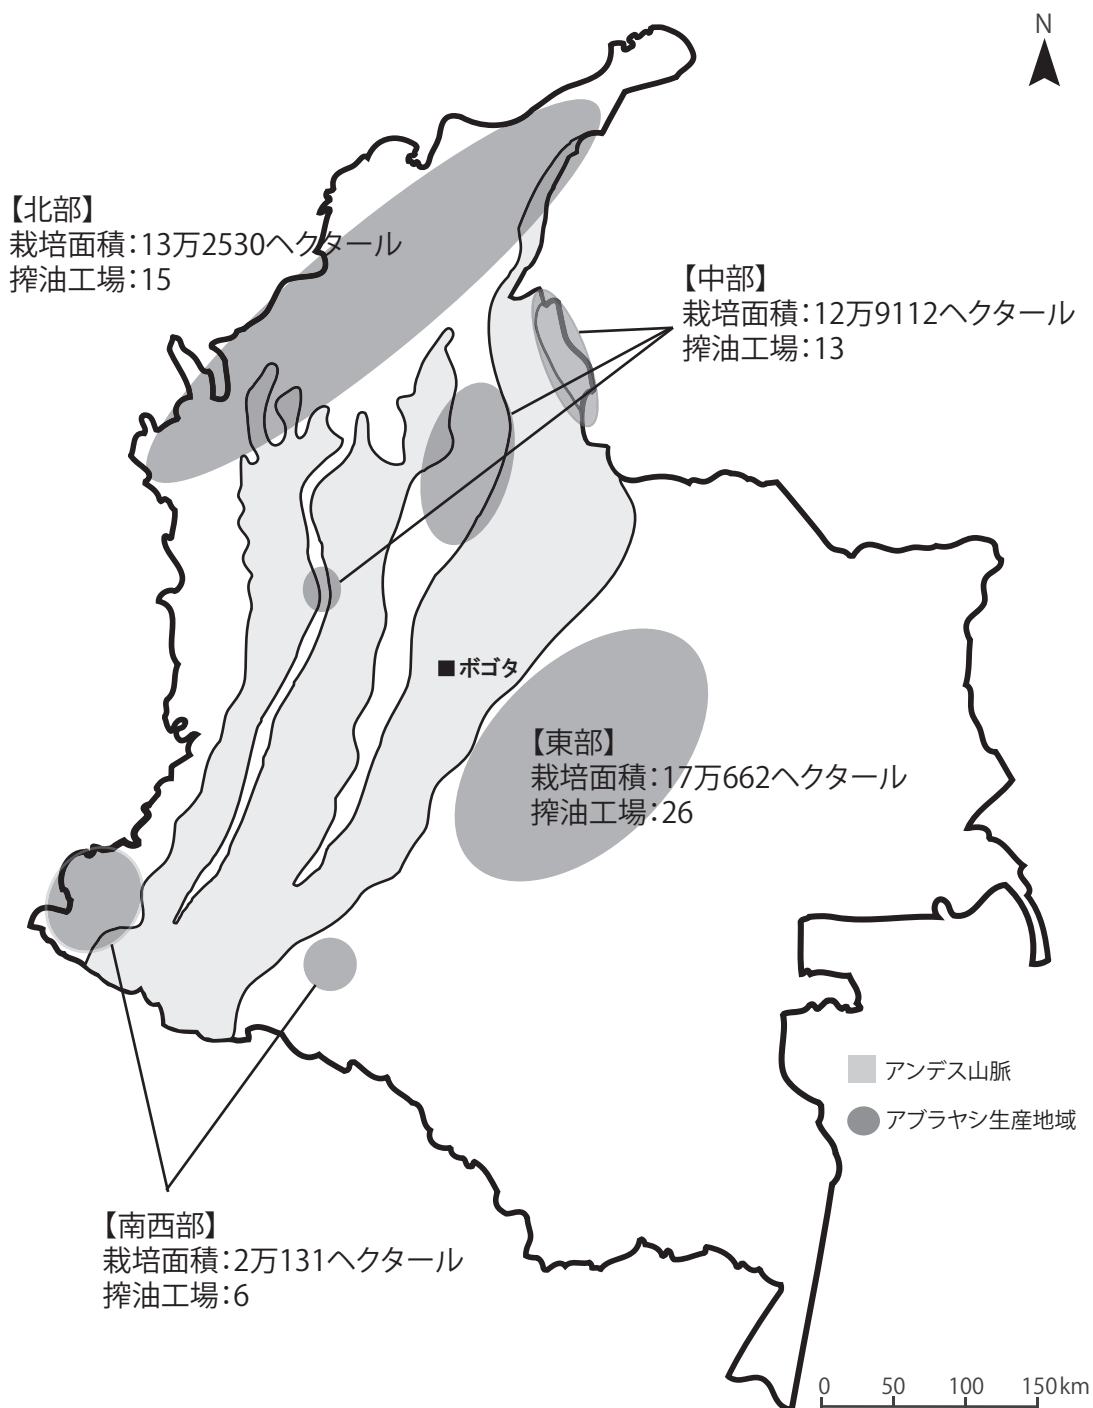 N
【北部】
栽培面積：13万2530ヘクタール
搾油工場：15
【中部】
栽培面積：12万9112ヘクタール
搾油工場：13
■ボゴタ
【東部】
栽培面積：17万662ヘクタール
搾油工場：26
アンデス山脈
アブラヤシ生産地域
【南西部】
栽培面積：2万131ヘクタール
搾油工場：6
0 50 100 150km